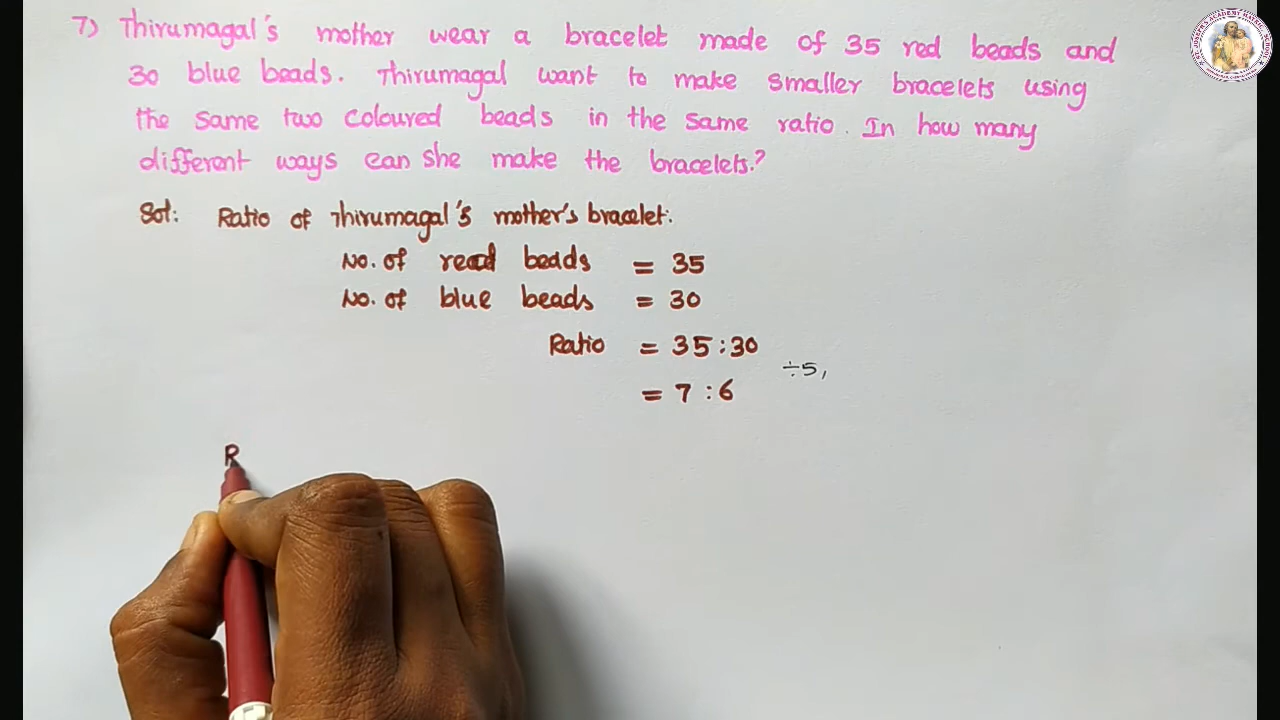 7) Thirumagal's mother wear a bracelet made of 35 red beads and
30 blue beads. Thirumagal want to make smaller bracelets using
the same two coloured beads in the same ratio. In how many
different ways can she make the bracelets.?
Sol: Ratio of Thirumagal's mother's bracelet.
No. of read beads = 35
No. of blue beads = 30
Ratio = 35:30
÷5,
= 7:6
R